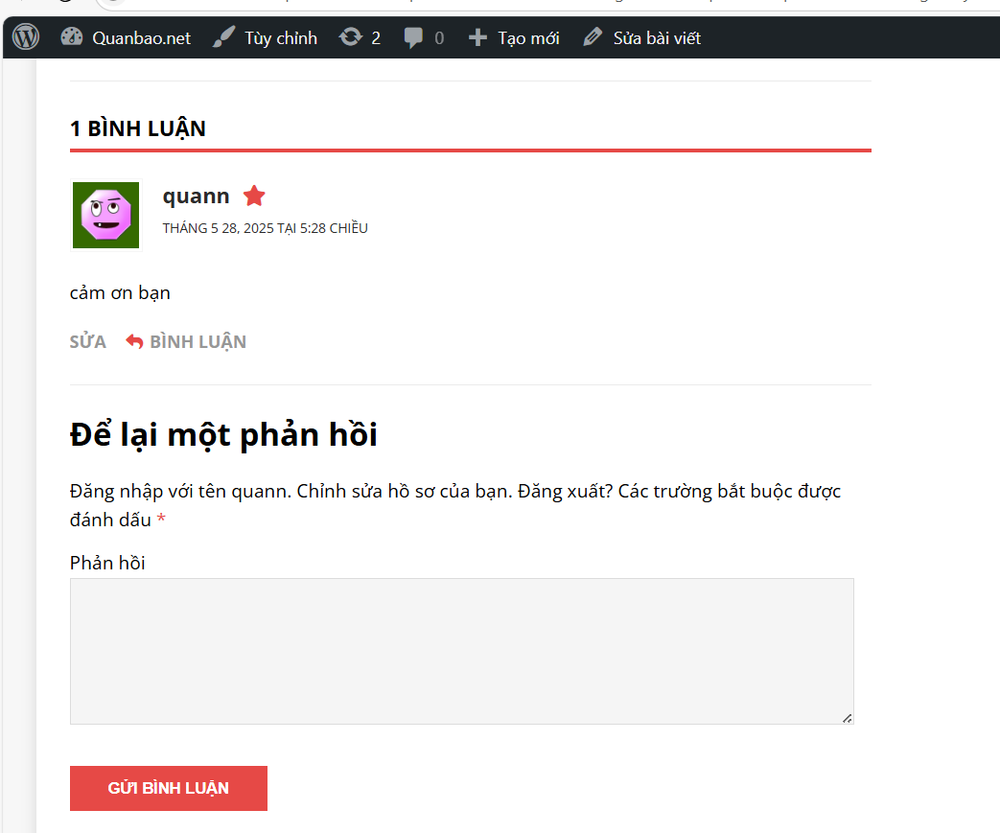 Quanbao.net Tùy chỉnh 2 0 Tạo mới Sửa bài viết
1 BÌNH LUẬN
quann
THÁNG 5 28, 2025 TẠI 5:28 CHIỀU
cảm ơn bạn
SỬA BÌNH LUẬN
Để lại một phản hồi
Đăng nhập với tên quann. Chỉnh sửa hồ sơ của bạn. Đăng xuất? Các trường bắt buộc được
đánh dấu *
Phản hồi
GỬI BÌNH LUẬN